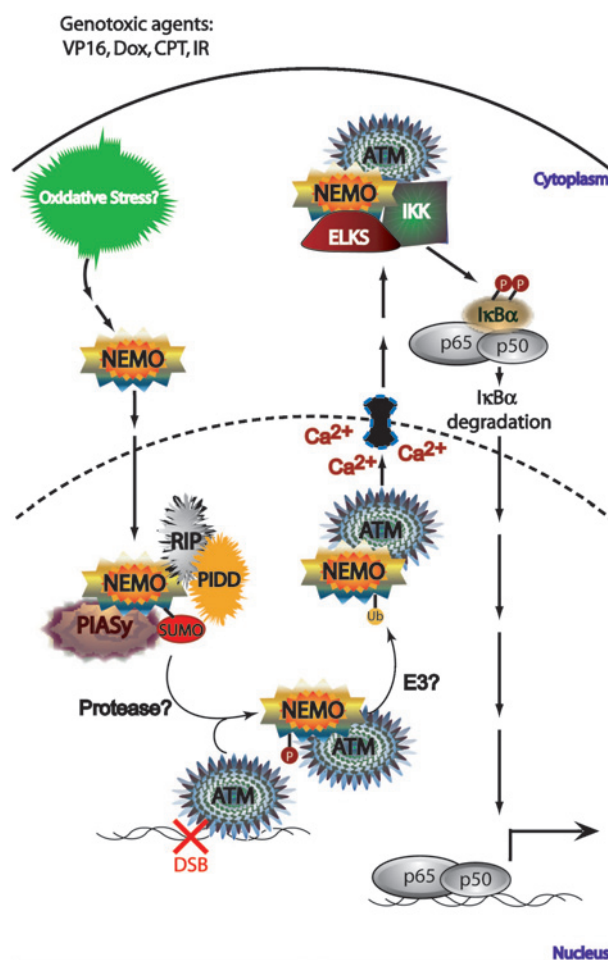 Genotoxic agents:
VP16, Dox, CPT, IR
Oxidative Stress?
ATM
Cytoplasm
NEMO
IKK
ELKS
P P
IκBα
p65
p50
NEMO
IκBα
degradation
Ca2+
Ca2+
Ca2+
ATM
RIP
NEMO
PIDD
NEMO
PIASy
SUMO
Ub
E3?
Protease?
NEMO
P
ATM
ATM
DSB
p65
p50
Nucleus